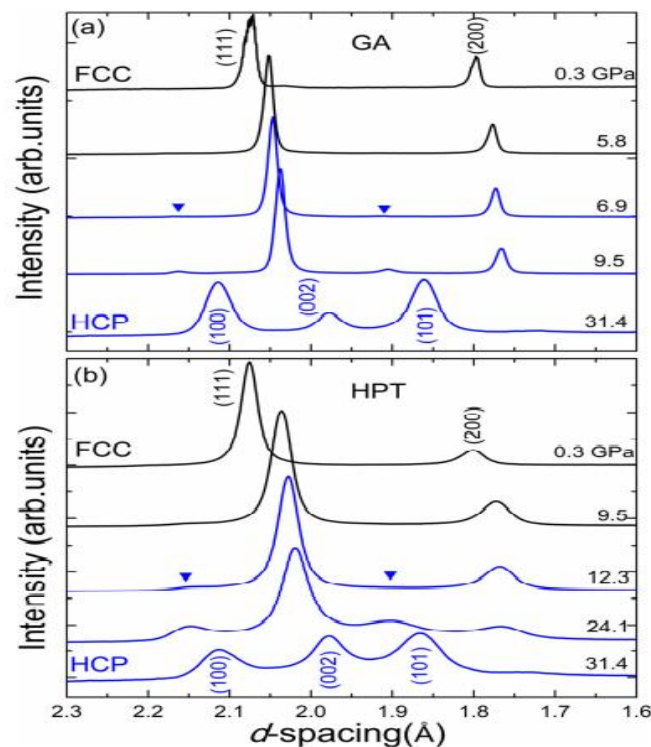 (a)
GA
(111)
(200)
FCC
0.3 GPa
5.8
6.9
9.5
HCP
(100)
(002)
(101)
31.4
Intensity (arb.units)
(b)
HPT
(111)
(200)
FCC
0.3 GPa
9.5
12.3
24.1
HCP
(100)
(002)
(101)
31.4
Intensity (arb.units)
2.3 2.2 2.1 2.0 1.9 1.8 1.7 1.6
d-spacing(Å)